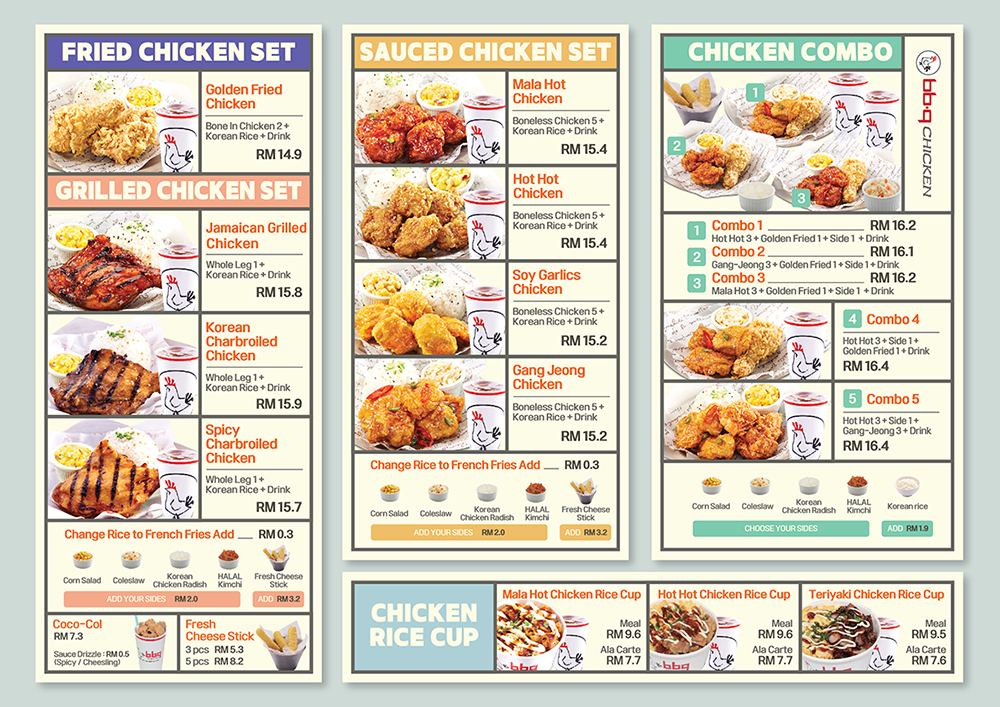 FRIED CHICKEN SET
Golden Fried
Chicken
Bone In Chicken 2 +
Korean Rice + Drink
RM 14.9
GRILLED CHICKEN SET
Jamaican Grilled
Chicken
Whole Leg 1 +
Korean Rice + Drink
RM 15.8
Korean
Charbroiled
Chicken
Whole Leg 1 +
Korean Rice + Drink
RM 15.9
Spicy
Charbroiled
Chicken
Whole Leg 1 +
Korean Rice + Drink
RM 15.7
Change Rice to French Fries Add __ RM 0.3
Corn Salad
Coleslaw
Korean
Chicken Radish
HALAL
Kimchi
Fresh Cheese
Stick
ADD YOUR SIDES RM 2.0
ADD RM 3.2
Coco-Col
RM 7.3
Sauce Drizzle : RM 0.5
(Spicy / Cheesling)
bbq
Fresh
Cheese Stick
3 pcs RM 5.3
5 pcs RM 8.2
SAUCED CHICKEN SET
Mala Hot
Chicken
Boneless Chicken 5 +
Korean Rice + Drink
RM 15.4
Hot Hot
Chicken
Boneless Chicken 5 +
Korean Rice + Drink
RM 15.4
Soy Garlics
Chicken
Boneless Chicken 5 +
Korean Rice + Drink
RM 15.2
Gang Jeong
Chicken
Boneless Chicken 5 +
Korean Rice + Drink
RM 15.2
Change Rice to French Fries Add __ RM 0.3
Corn Salad
Coleslaw
Korean
Chicken Radish
HALAL
Kimchi
Fresh Cheese
Stick
ADD YOUR SIDES RM 2.0
ADD RM 3.2
CHICKEN COMBO
bb.q CHICKEN
1
2
3
1 Combo 1 __ RM 16.2
Hot Hot 3 + Golden Fried 1 + Side 1 + Drink
2 Combo 2 __ RM 16.1
Gang-Jeong 3 + Golden Fried 1 + Side 1 + Drink
3 Combo 3 __ RM 16.2
Mala Hot 3 + Golden Fried 1 + Side 1 + Drink
4 Combo 4
Hot Hot 3 + Side 1 +
Golden Fried 1 + Drink
RM 16.4
5 Combo 5
Hot Hot 3 + Side 1 +
Gang-Jeong 3 + Drink
RM 16.4
Corn Salad
Coleslaw
Korean
Chicken Radish
HALAL
Kimchi
Korean rice
CHOOSE YOUR SIDES
ADD RM 1.9
CHICKEN
RICE CUP
Mala Hot Chicken Rice Cup
Meal
RM 9.6
Ala Carte
RM 7.7
bbq
Hot Hot Chicken Rice Cup
Meal
RM 9.6
Ala Carte
RM 7.7
bbq
Teriyaki Chicken Rice Cup
Meal
RM 9.5
Ala Carte
RM 7.6
bbq